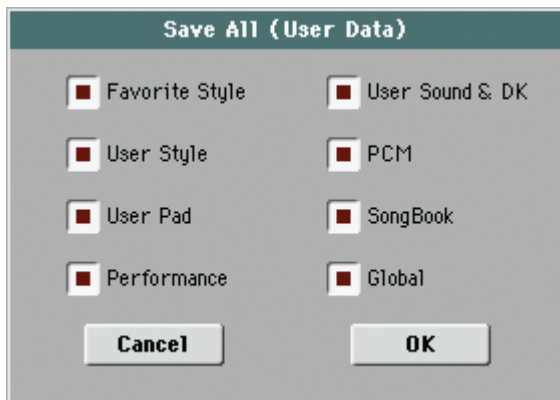 Save All (User Data)
Favorite Style
User Sound & DK
User Style
PCM
User Pad
SongBook
Performance
Global
Cancel
OK